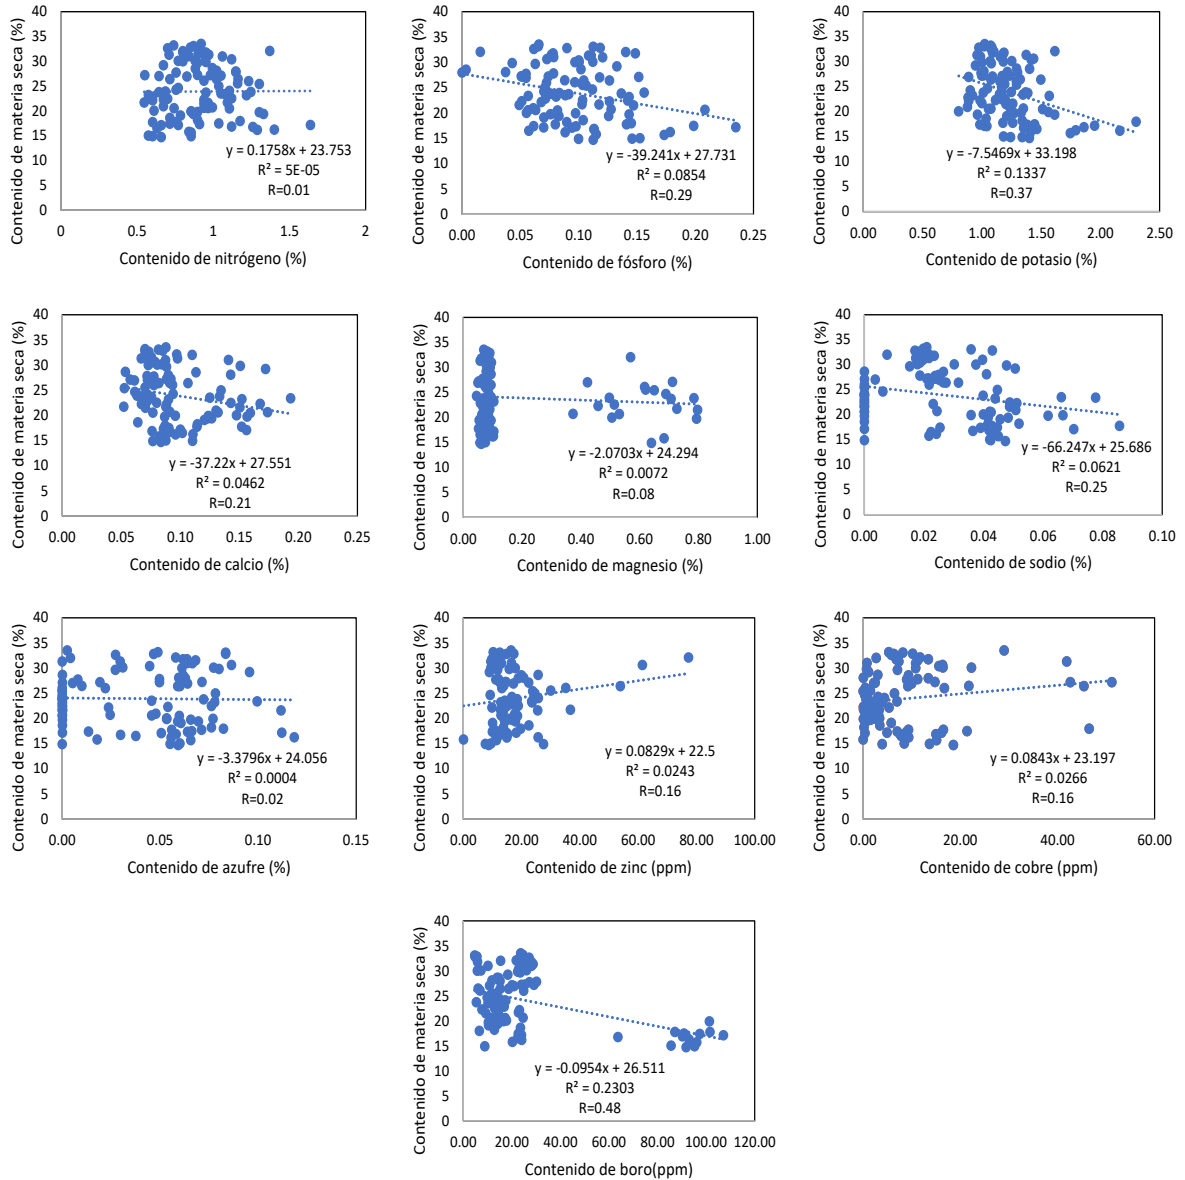 Contenido de materia seca (%)
40
35
30
25
20
15
10
5
0
y = 0.1758x + 23.753
R² = 5E-05
R=0.01
0 0.5 1 1.5 2
Contenido de nitrógeno (%)
Contenido de materia seca (%)
40
35
30
25
20
15
10
5
0
y = -39.241x + 27.731
R² = 0.0854
R=0.29
0.00 0.05 0.10 0.15 0.20 0.25
Contenido de fósforo (%)
Contenido de materia seca (%)
40
35
30
25
20
15
10
5
0
y = -7.5469x + 33.198
R² = 0.1337
R=0.37
0.00 0.50 1.00 1.50 2.00 2.50
Contenido de potasio (%)
Contenido de materia seca (%)
40
35
30
25
20
15
10
5
0
y = -37.22x + 27.551
R² = 0.0462
R=0.21
0.00 0.05 0.10 0.15 0.20 0.25
Contenido de calcio (%)
Contenido de materia seca (%)
40
35
30
25
20
15
10
5
0
y = -2.0703x + 24.294
R² = 0.0072
R=0.08
0.00 0.20 0.40 0.60 0.80 1.00
Contenido de magnesio (%)
Contenido de materia seca (%)
40
35
30
25
20
15
10
5
0
y = -66.247x + 25.686
R² = 0.0621
R=0.25
0.00 0.02 0.04 0.06 0.08 0.10
Contenido de sodio (%)
Contenido de materia seca (%)
40
35
30
25
20
15
10
5
0
y = -3.3796x + 24.056
R² = 0.0004
R=0.02
0.00 0.05 0.10 0.15
Contenido de azufre (%)
Contenido de materia seca (%)
40
35
30
25
20
15
10
5
0
y = 0.0829x + 22.5
R² = 0.0243
R=0.16
0.00 20.00 40.00 60.00 80.00 100.00
Contenido de zinc (ppm)
Contenido de materia seca (%)
40
35
30
25
20
15
10
5
0
y = 0.0843x + 23.197
R² = 0.0266
R=0.16
0.00 20.00 40.00 60.00
Contenido de cobre (ppm)
Contenido de materia seca (%)
40
35
30
25
20
15
10
5
0
y = -0.0954x + 26.511
R² = 0.2303
R=0.48
0.00 20.00 40.00 60.00 80.00 100.00 120.00
Contenido de boro(ppm)